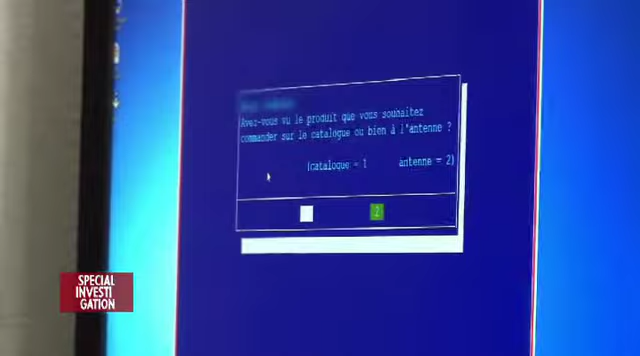 Avez-vous vu le produit que vous souhaitez
commander sur le catalogue ou bien à l'antenne ?
(catalogue = 1 antenne = 2)
2
SPECIAL
INVESTI
GATION